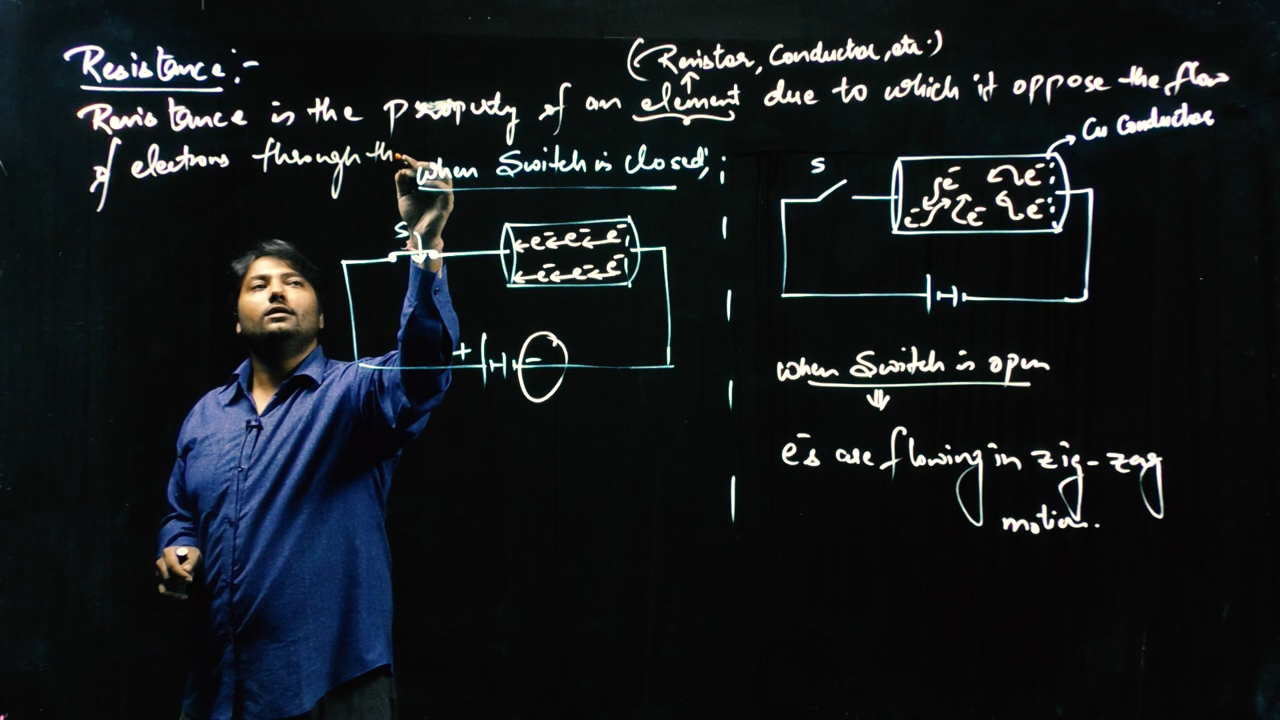 Resistance :-
(Resistor, Conductor, etc.)
Resistance is the property of an element due to which it oppose the flow
of electrons through th
when Switch is closed;
Cu Conductor
S
e- e- e-
e- e- e-
S
e- e-
e- e- e-
+ -
when Switch is open
⇓
e-s are flowing in zig-zag
motion.